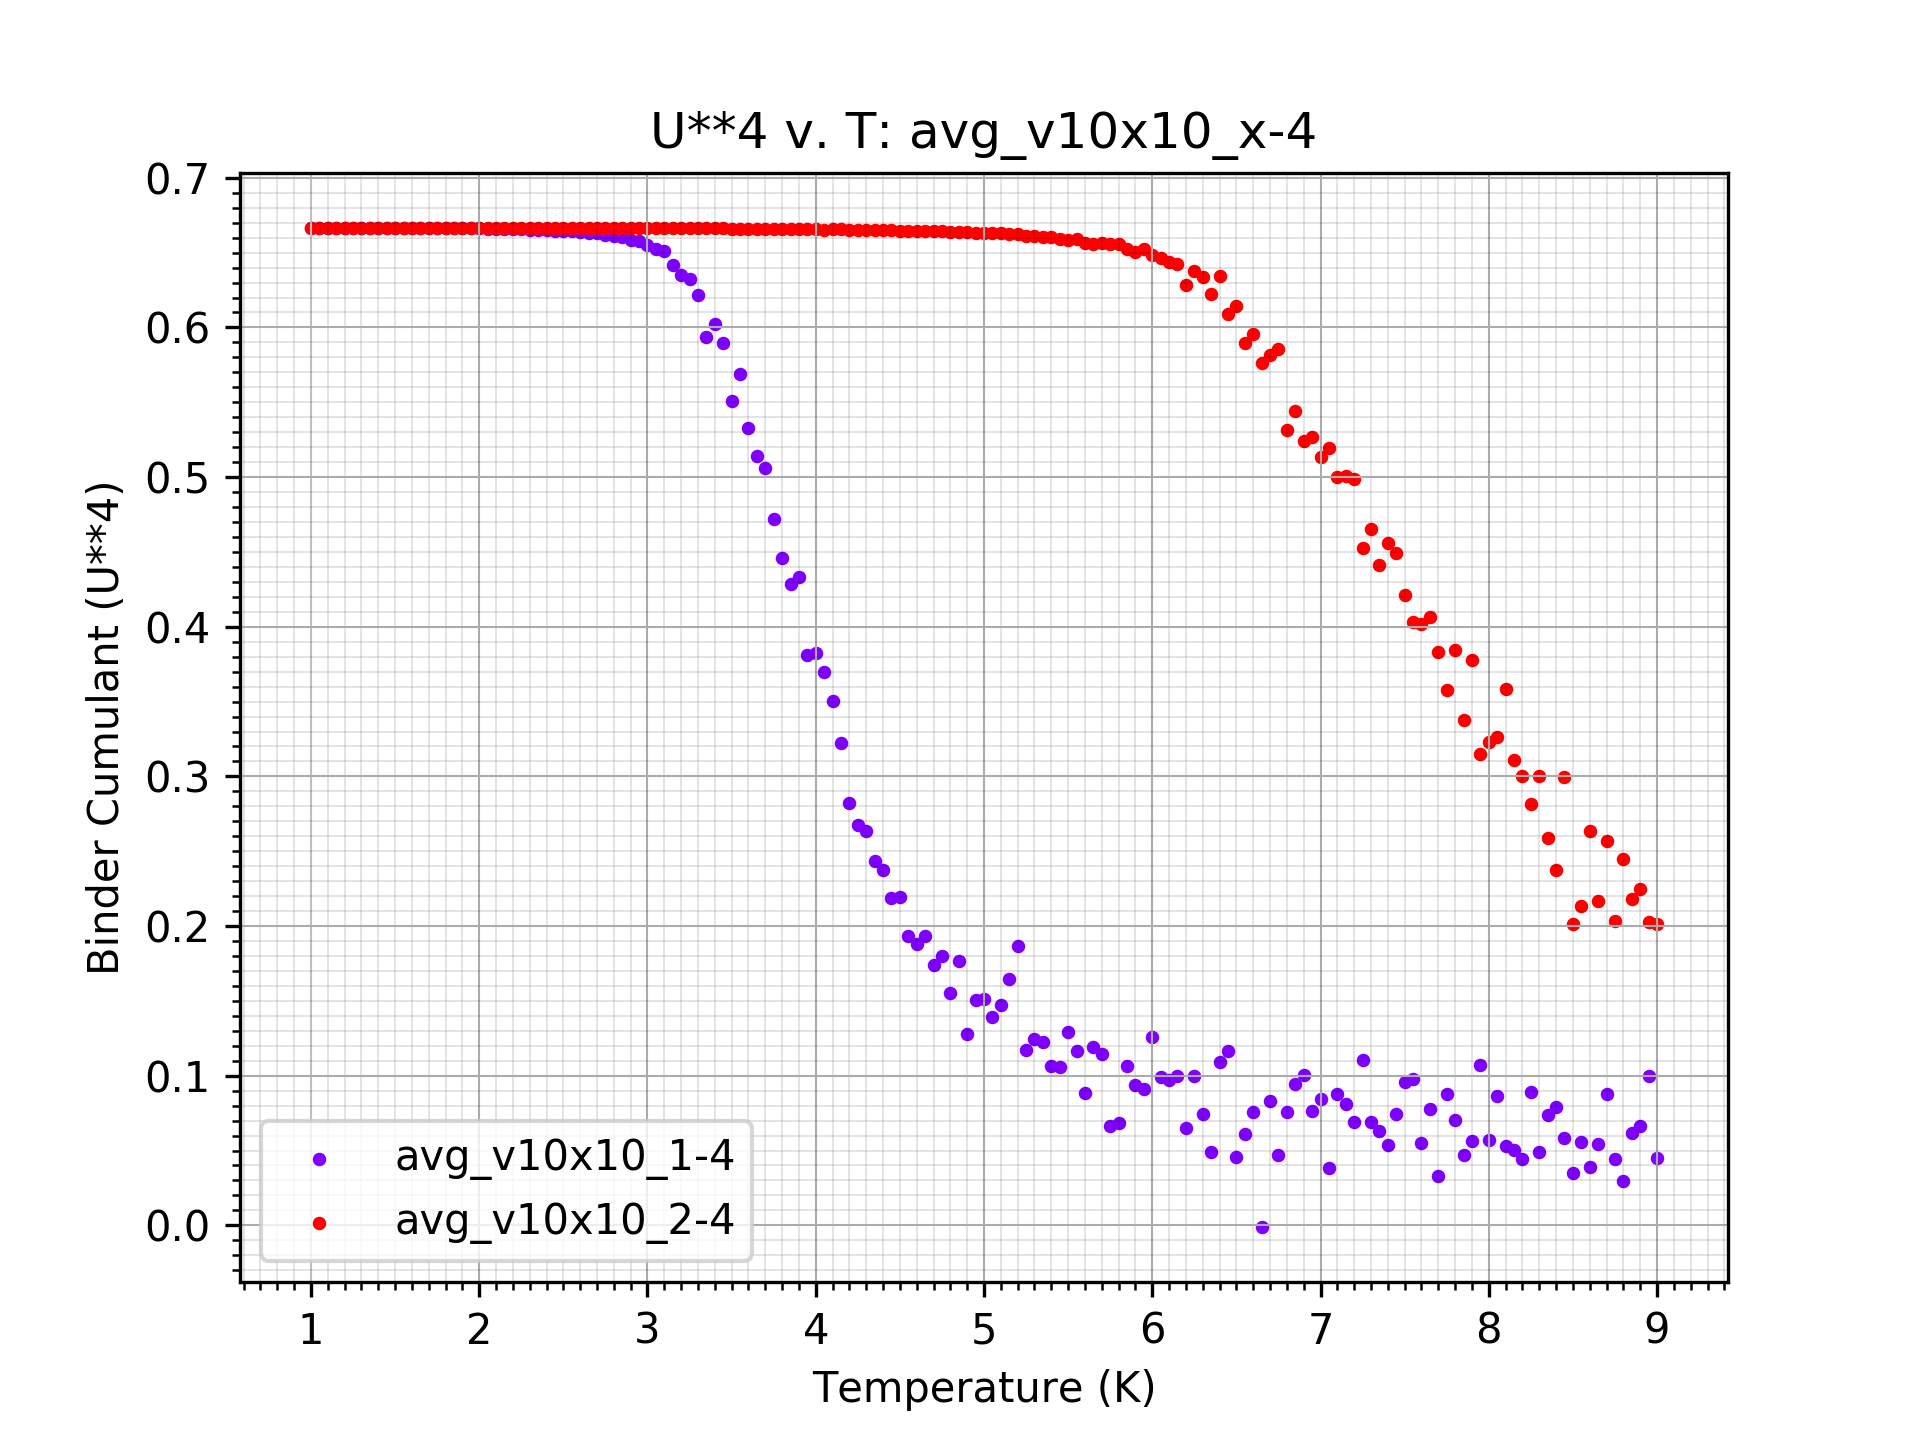 U**4 v. T: avg_v10x10_x-4
Binder Cumulant (U**4)
0.7
0.6
0.5
0.4
0.3
0.2
0.1
0.0
avg_v10x10_1-4
avg_v10x10_2-4
1 2 3 4 5 6 7 8 9
Temperature (K)